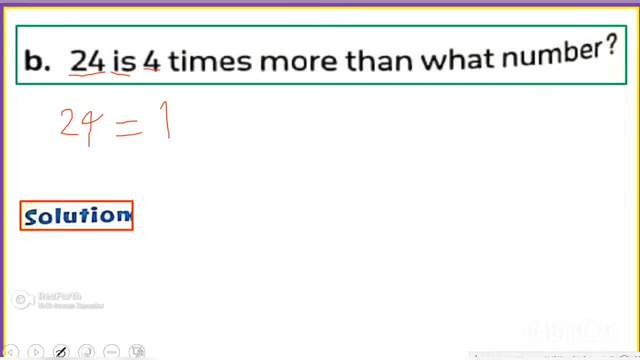 b. 24 is 4 times more than what number?
24 = 1
Solution